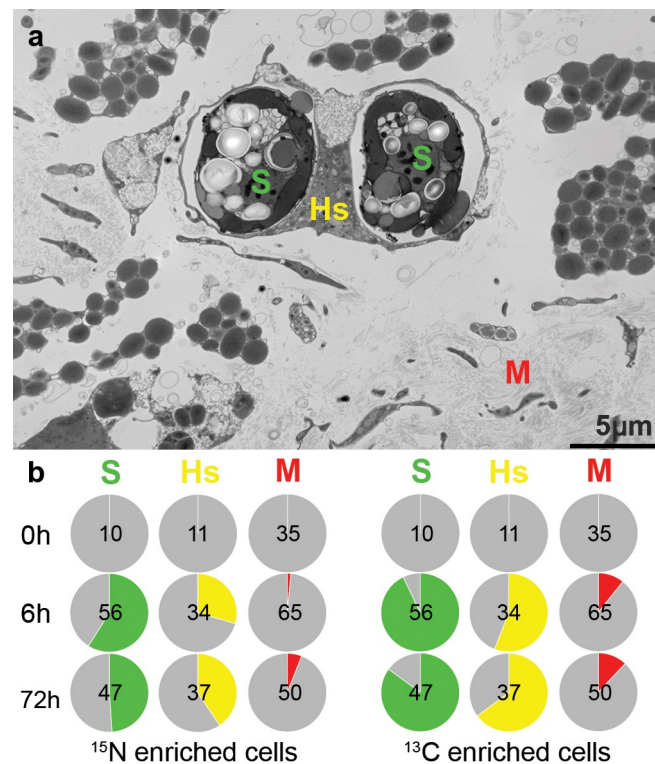 a
S
S
Hs
M
5µm
b
S Hs M S Hs M
0h 10 11 35 10 11 35
6h 56 34 65 56 34 65
72h 47 37 50 47 37 50
¹⁵N enriched cells ¹³C enriched cells